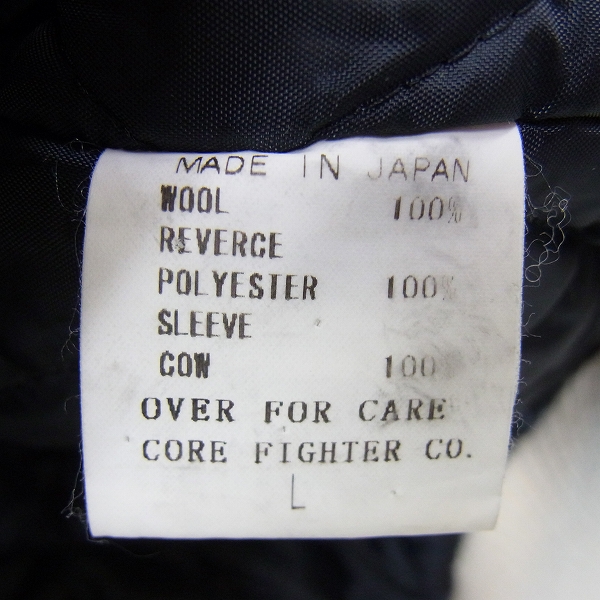 MADE IN JAPAN
WOOL 100%
REVERCE
POLYESTER 100%
SLEEVE
COW 100
OVER FOR CARE
CORE FIGHTER CO.
L